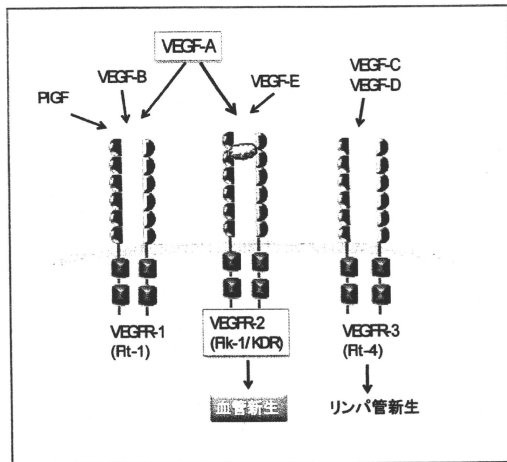 VEGF-A
VEGF-B
PlGF
VEGF-E
VEGF-C
VEGF-D
VEGFR-1
(Flt-1)
VEGFR-2
(Flk-1/KDR)
VEGFR-3
(Flt-4)
血管新生
リンパ管新生